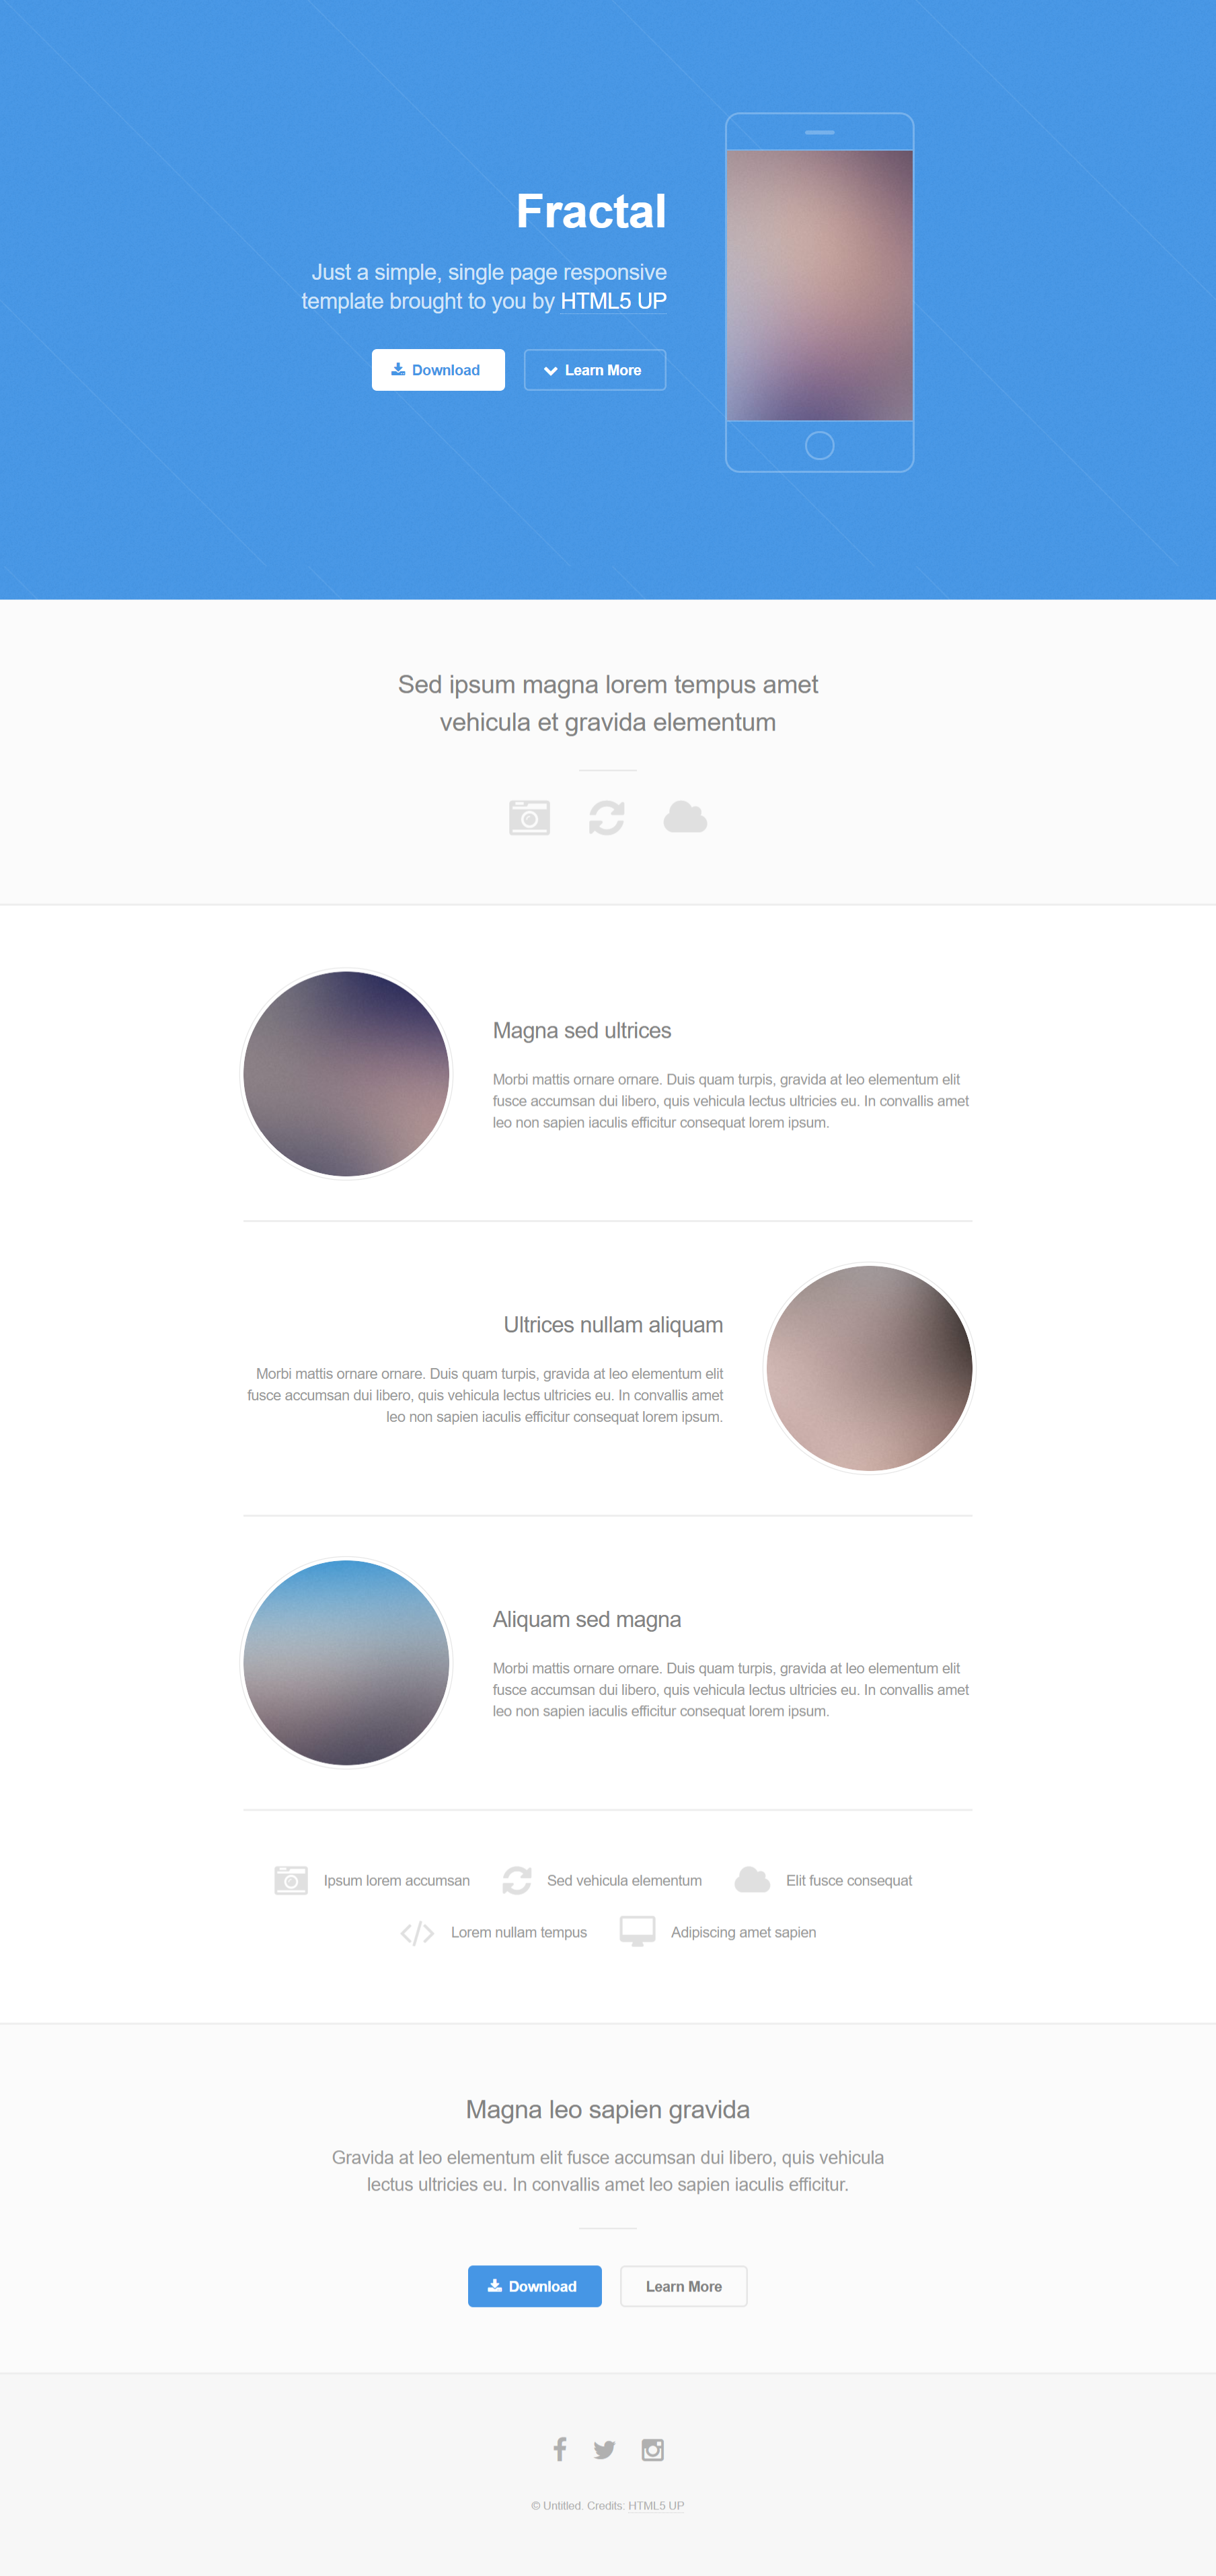 Fractal
Just a simple, single page responsive
template brought to you by HTML5 UP
Download
Learn More
Sed ipsum magna lorem tempus amet
vehicula et gravida elementum
Magna sed ultrices
Morbi mattis ornare ornare. Duis quam turpis, gravida at leo elementum elit
fusce accumsan dui libero, quis vehicula lectus ultricies eu. In convallis amet
leo non sapien iaculis efficitur consequat lorem ipsum.
Ultrices nullam aliquam
Morbi mattis ornare ornare. Duis quam turpis, gravida at leo elementum elit
fusce accumsan dui libero, quis vehicula lectus ultricies eu. In convallis amet
leo non sapien iaculis efficitur consequat lorem ipsum.
Aliquam sed magna
Morbi mattis ornare ornare. Duis quam turpis, gravida at leo elementum elit
fusce accumsan dui libero, quis vehicula lectus ultricies eu. In convallis amet
leo non sapien iaculis efficitur consequat lorem ipsum.
Ipsum lorem accumsan
Sed vehicula elementum
Elit fusce consequat
Lorem nullam tempus
Adipiscing amet sapien
Magna leo sapien gravida
Gravida at leo elementum elit fusce accumsan dui libero, quis vehicula
lectus ultricies eu. In convallis amet leo sapien iaculis efficitur.
Download
Learn More
© Untitled. Credits: HTML5 UP